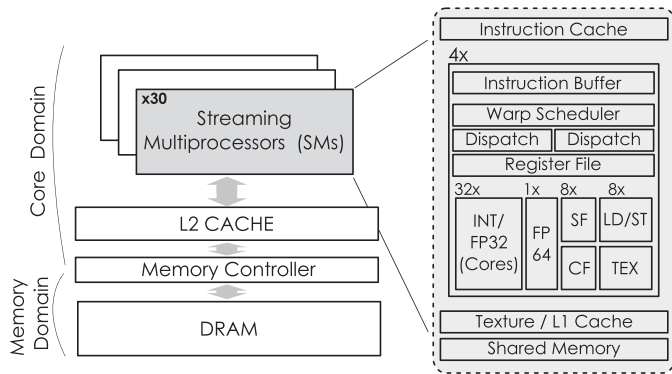 Core Domain
Memory
Domain
x30
Streaming
Multiprocessors (SMs)
L2 CACHE
Memory Controller
DRAM
Instruction Cache
4x
Instruction Buffer
Warp Scheduler
Dispatch Dispatch
Register File
32x 1x 8x 8x
INT/
FP32
(Cores)
FP
64
SF LD/ST
CF TEX
Texture / L1 Cache
Shared Memory